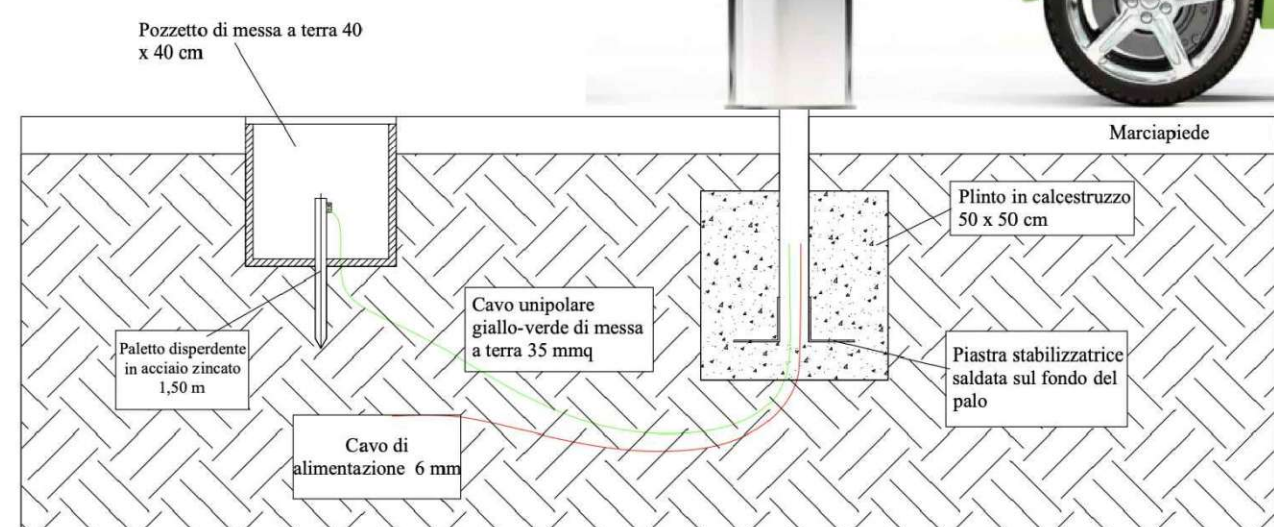 Pozzetto di messa a terra 40
x 40 cm
Marciapiede
Plinto in calcestruzzo
50 x 50 cm
Cavo unipolare
giallo-verde di messa
a terra 35 mmq
Paletto disperdente
in acciaio zincato
1,50 m
Piastra stabilizzatrice
saldata sul fondo del
palo
Cavo di
alimentazione 6 mm